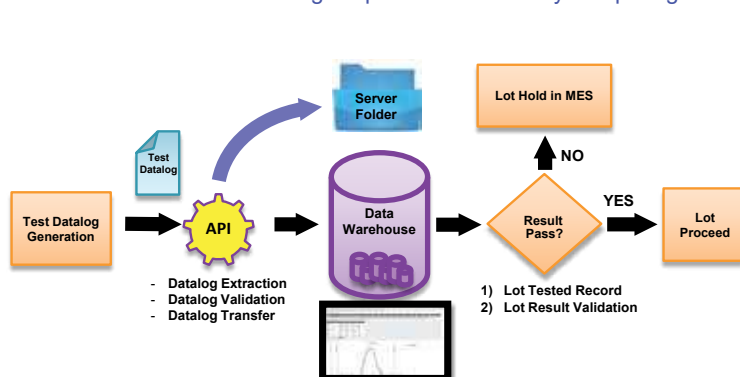 Server
Folder
Lot Hold in MES
Test
Datalog
NO
YES
Test Datalog
Generation
API
Data
Warehouse
Result
Pass?
Lot
Proceed
- Datalog Extraction
- Datalog Validation
- Datalog Transfer
1) Lot Tested Record
2) Lot Result Validation